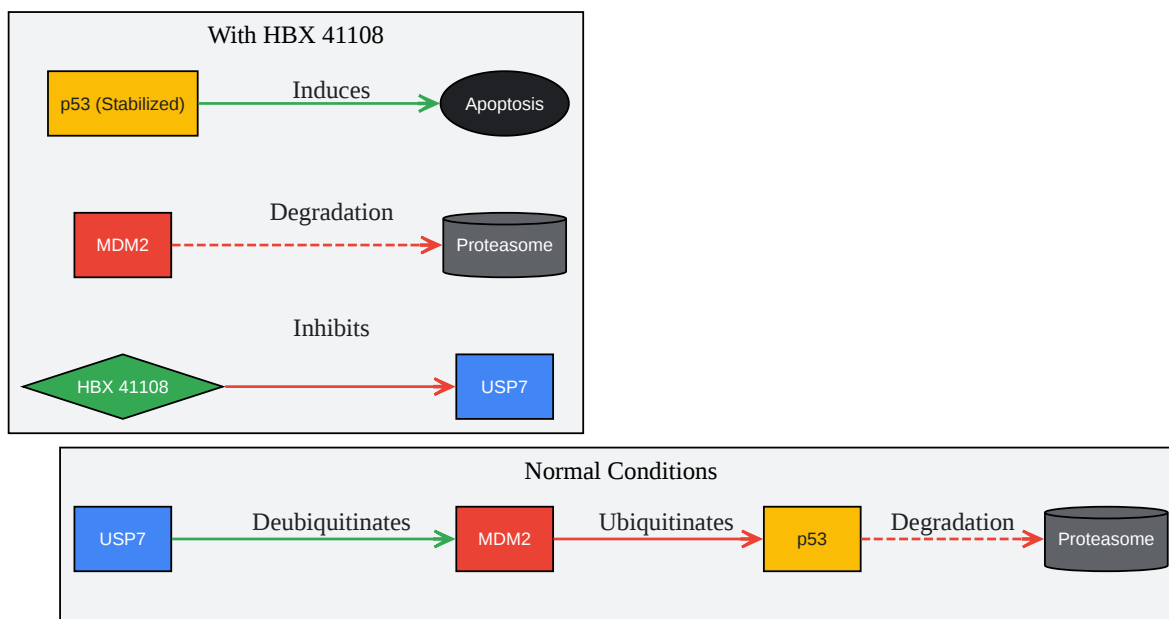 With HBX 41108
p53 (Stabilized)
Induces
Apoptosis
MDM2
Degradation
Proteasome
HBX 41108
Inhibits
USP7
Normal Conditions
USP7
Deubiquitinates
MDM2
Ubiquitinates
p53
Degradation
Proteasome